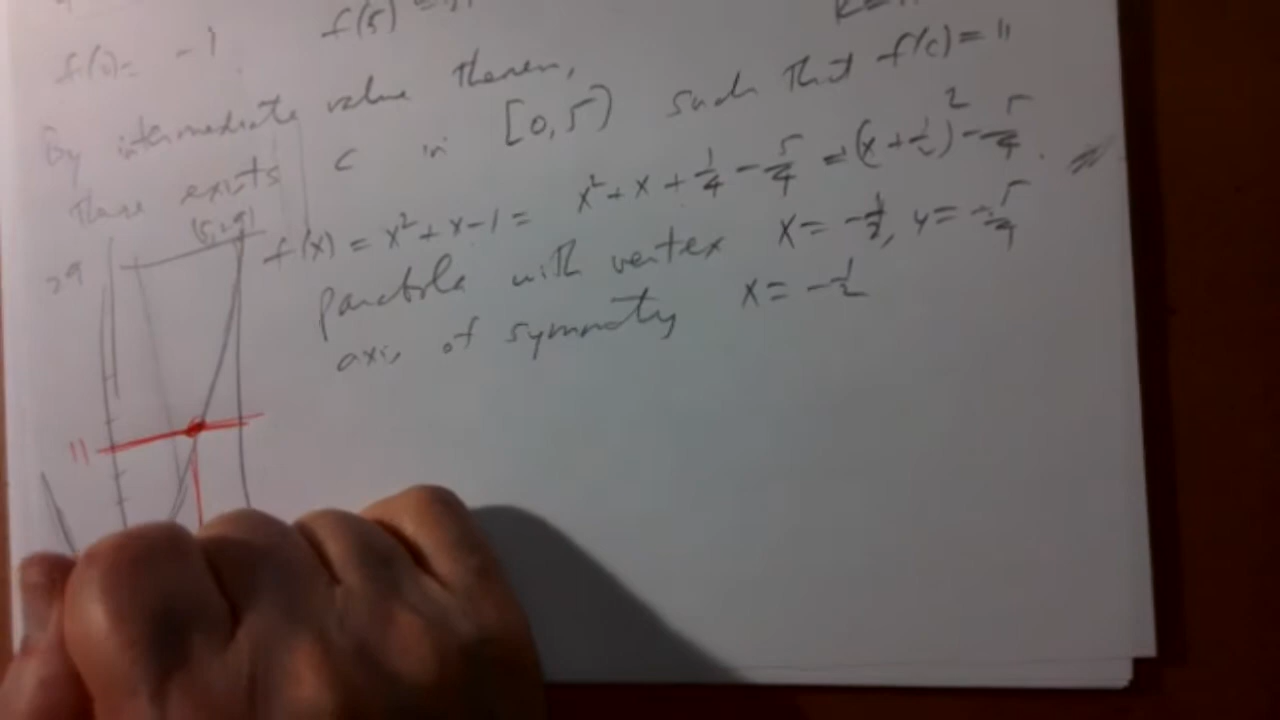 f(0) = -1 f(5) =
By intermediate value theorem,
there exists c in [0,5] such that f(c) = 11
(5,29)
f(x) = x² + x - 1 = x² + x + 1/4 - 5/4 = (x + 1/2)² - 5/4.
29
parabola with vertex x = -1/2, y = -5/4
axis of symmetry x = -1/2
11